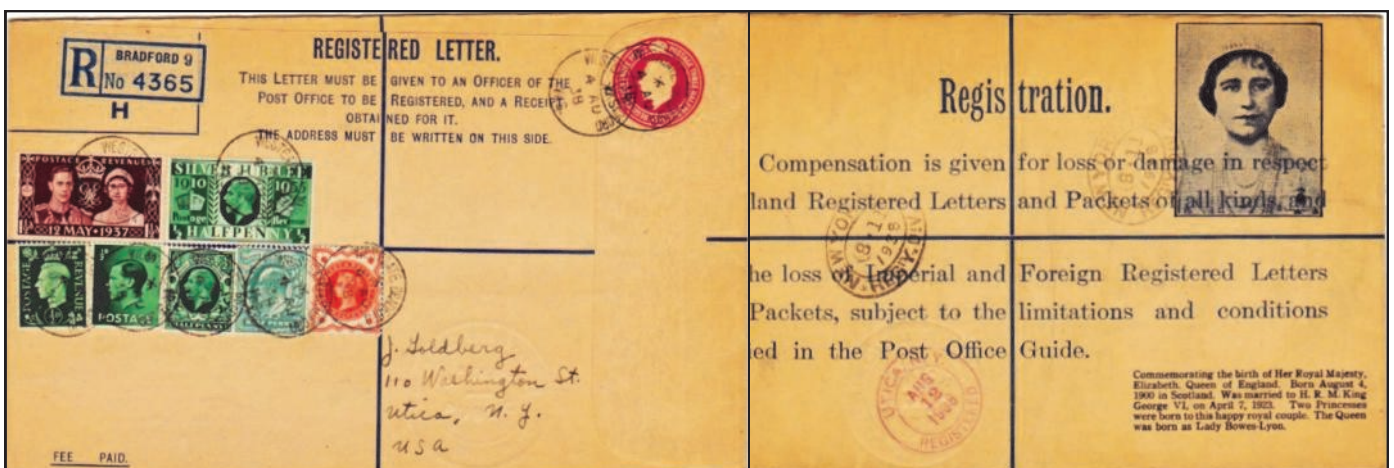 R BRADFORD 9
No 4365
H
REGISTERED LETTER.
THIS LETTER MUST BE GIVEN TO AN OFFICER OF THE
POST OFFICE TO BE REGISTERED, AND A RECEIPT
OBTAINED FOR IT.
THE ADDRESS MUST BE WRITTEN ON THIS SIDE.
POSTAGE REVENUE
12 MAY · 1937
SILVER JUBILEE
HALFPENNY
POSTAGE REVENUE
POSTAGE
HALFPENNY
J. Goldberg
110 Washington St.
Utica, N. Y.
USA
FEE PAID.
Registration.
Compensation is given for loss or damage in respect
land Registered Letters and Packets of all kinds, and
he loss of Imperial and Foreign Registered Letters
Packets, subject to the limitations and conditions
ed in the Post Office Guide.
UTICA, N.Y.
AUG
12
1938
REGISTERED
Commemorating the birth of Her Royal Majesty,
Elizabeth, Queen of England. Born August 4,
1900 in Scotland. Was married to H. R. M. King
George VI, on April 7, 1923. Two Princesses
were born to this happy royal couple. The Queen
was born as Lady Bowes-Lyon.